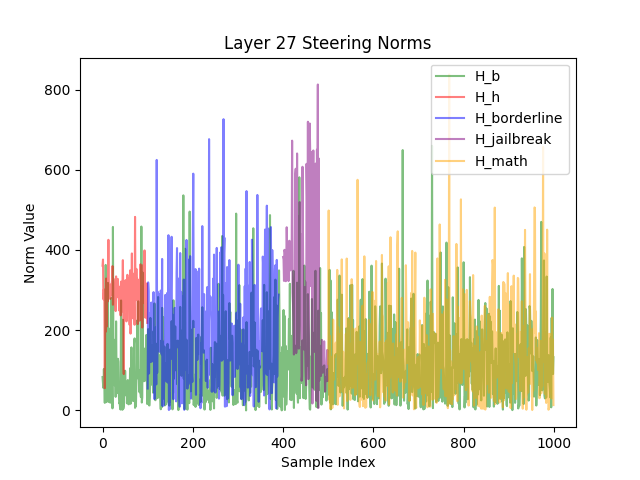 Layer 27 Steering Norms
H_b
H_h
H_borderline
H_jailbreak
H_math
Norm Value
800
600
400
200
0
0 200 400 600 800 1000
Sample Index